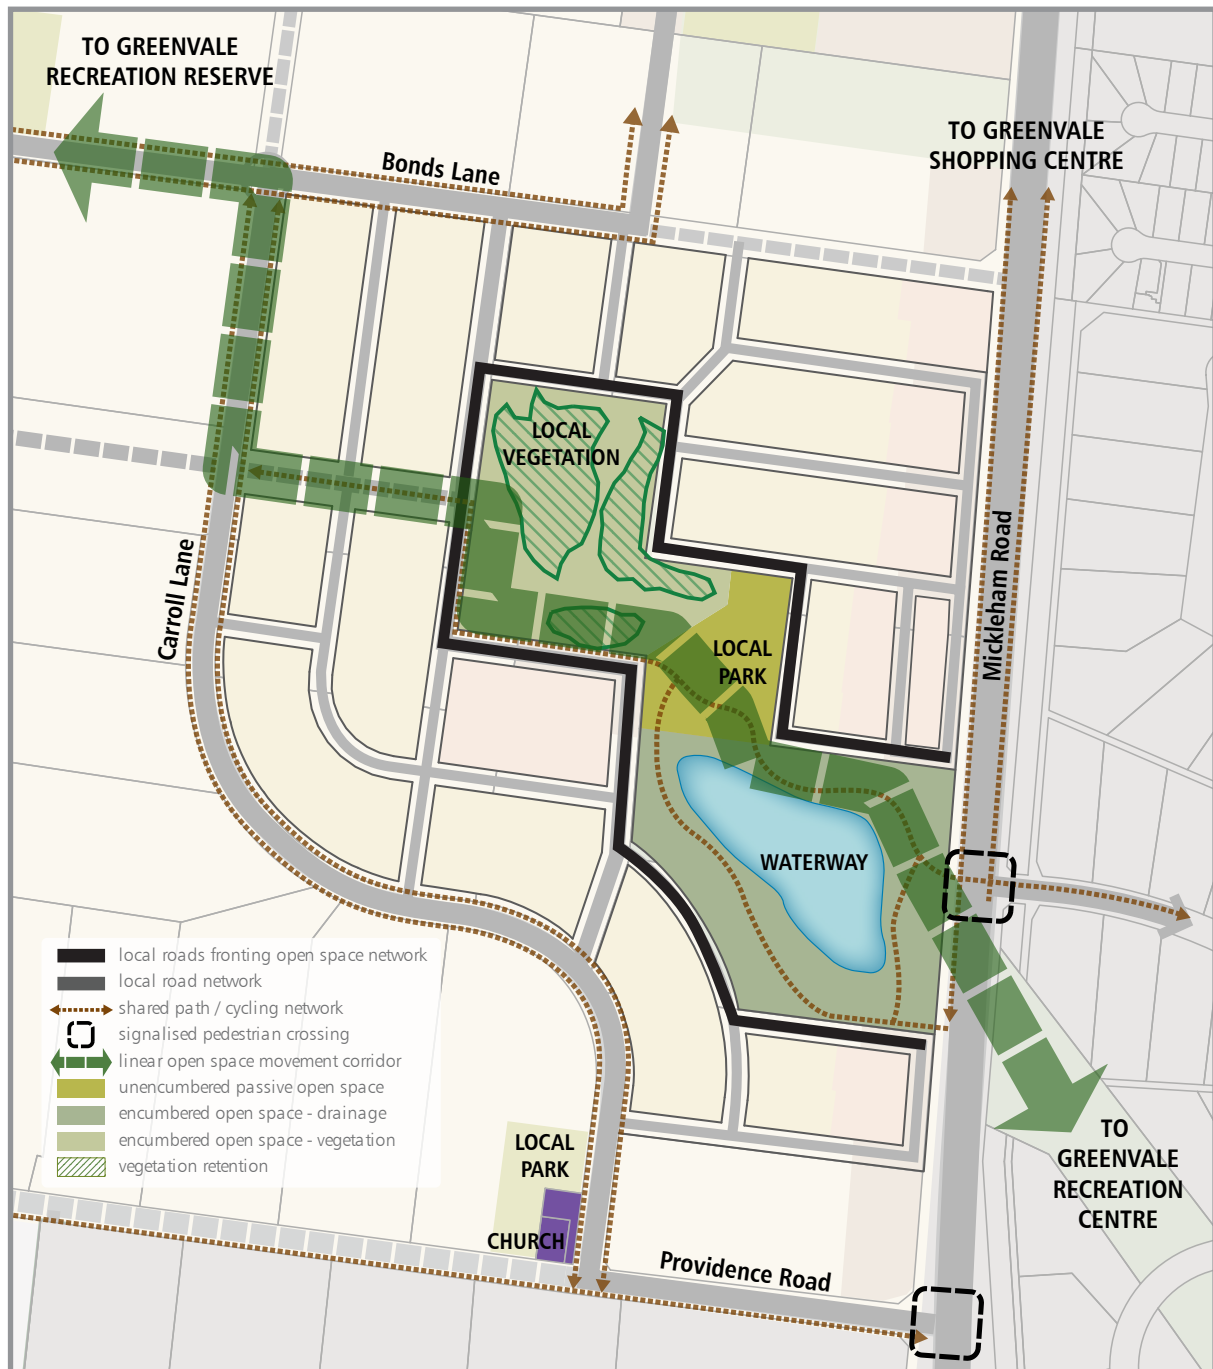 TO GREENVALE
RECREATION RESERVE
TO GREENVALE
SHOPPING CENTRE
Bonds Lane
LOCAL
VEGETATION
Mickleham Road
Carroll Lane
LOCAL
PARK
WATERWAY
local roads fronting open space network
local road network
shared path / cycling network
signalised pedestrian crossing
linear open space movement corridor
unencumbered passive open space
encumbered open space - drainage
encumbered open space - vegetation
vegetation retention
LOCAL
PARK
CHURCH
Providence Road
TO
GREENVALE
RECREATION
CENTRE